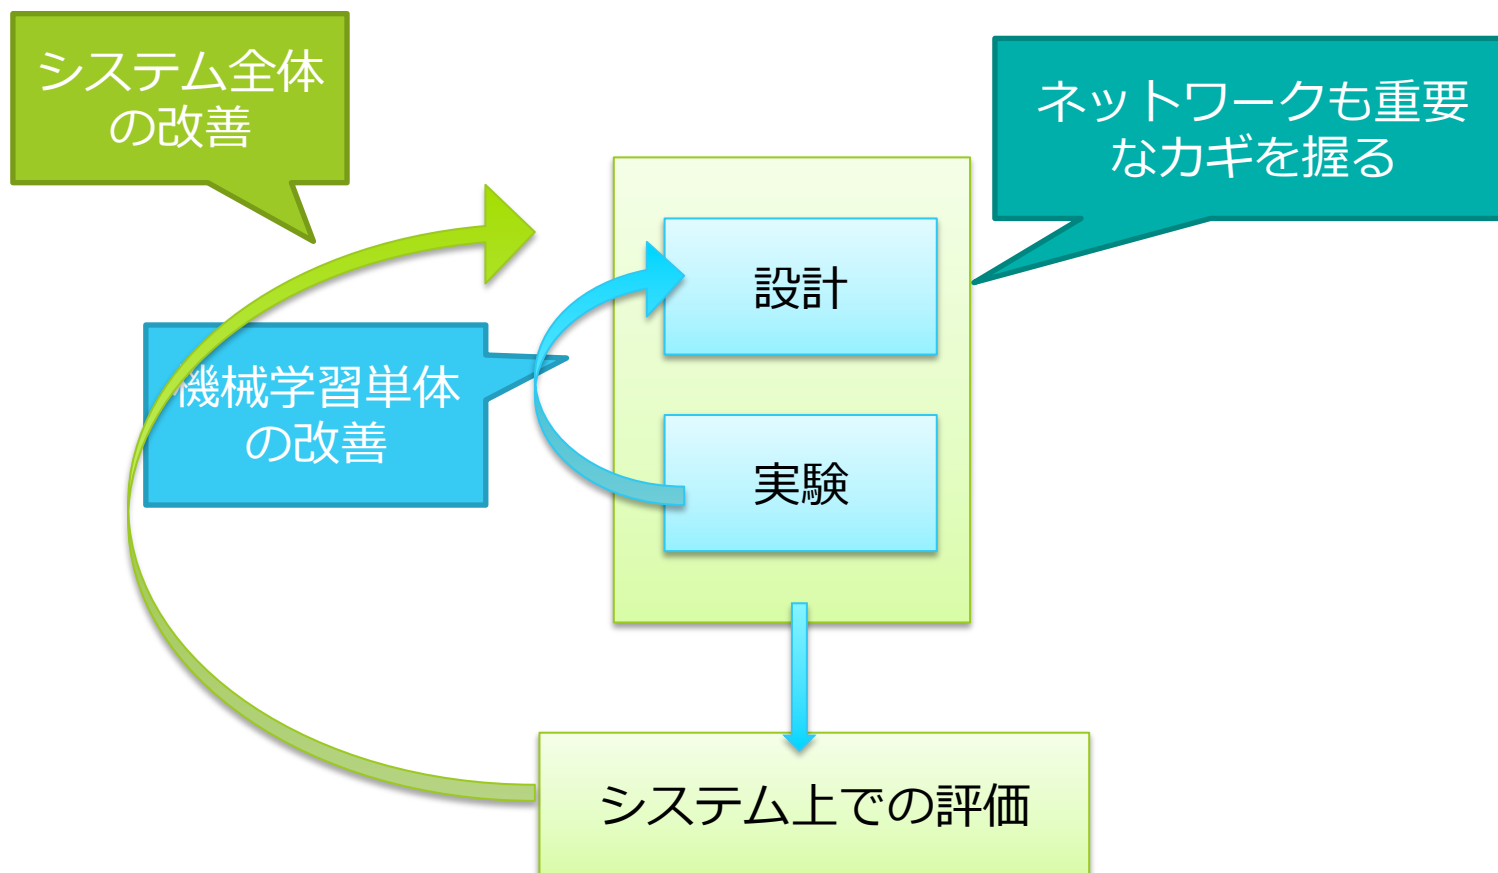 システム全体
の改善
ネットワークも重要
なカギを握る
設計
機械学習単体
の改善
実験
システム上での評価